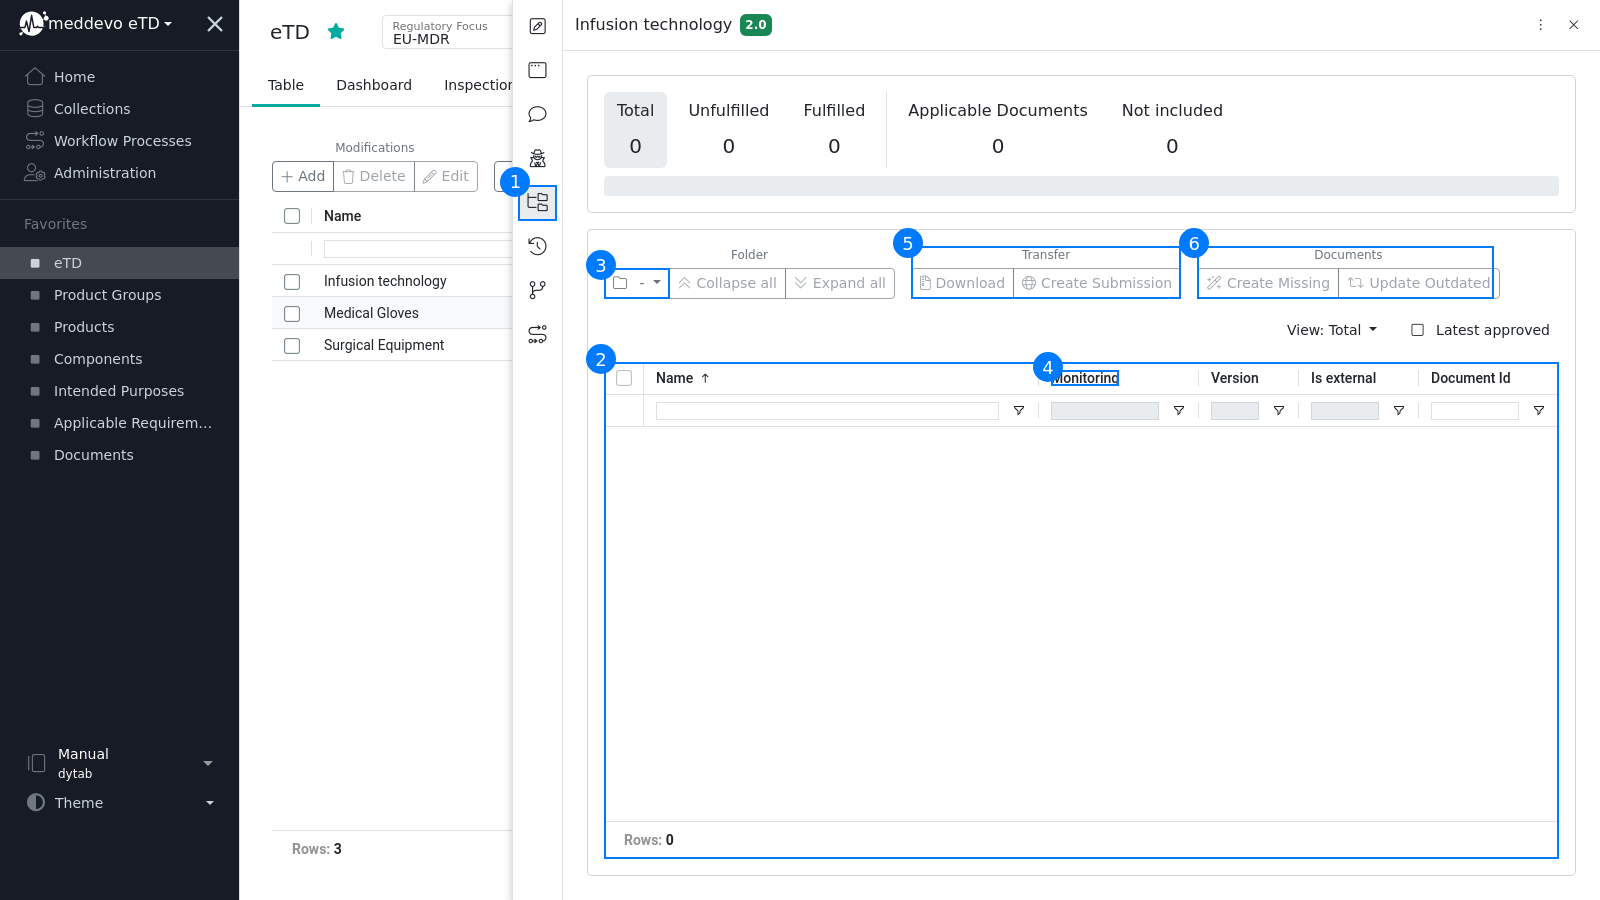 meddevo eTD
Home
Collections
Workflow Processes
Administration
Favorites
eTD
Product Groups
Products
Components
Intended Purposes
Applicable Requirem...
Documents
Manual
dytab
Theme
eTD
Regulatory Focus
EU-MDR
Table Dashboard Inspection
Modifications
Add Delete Edit
Name
Infusion technology
Medical Gloves
Surgical Equipment
Rows: 3
Infusion technology 2.0
Total Unfulfilled Fulfilled Applicable Documents Not included
0 0 0 0 0
1
3 Folder 5 Transfer 6 Documents
- Collapse all Expand all Download Create Submission Create Missing Update Outdated
View: Total Latest approved
2 4
Name ↑ Monitoring Version Is external Document Id
Rows: 0